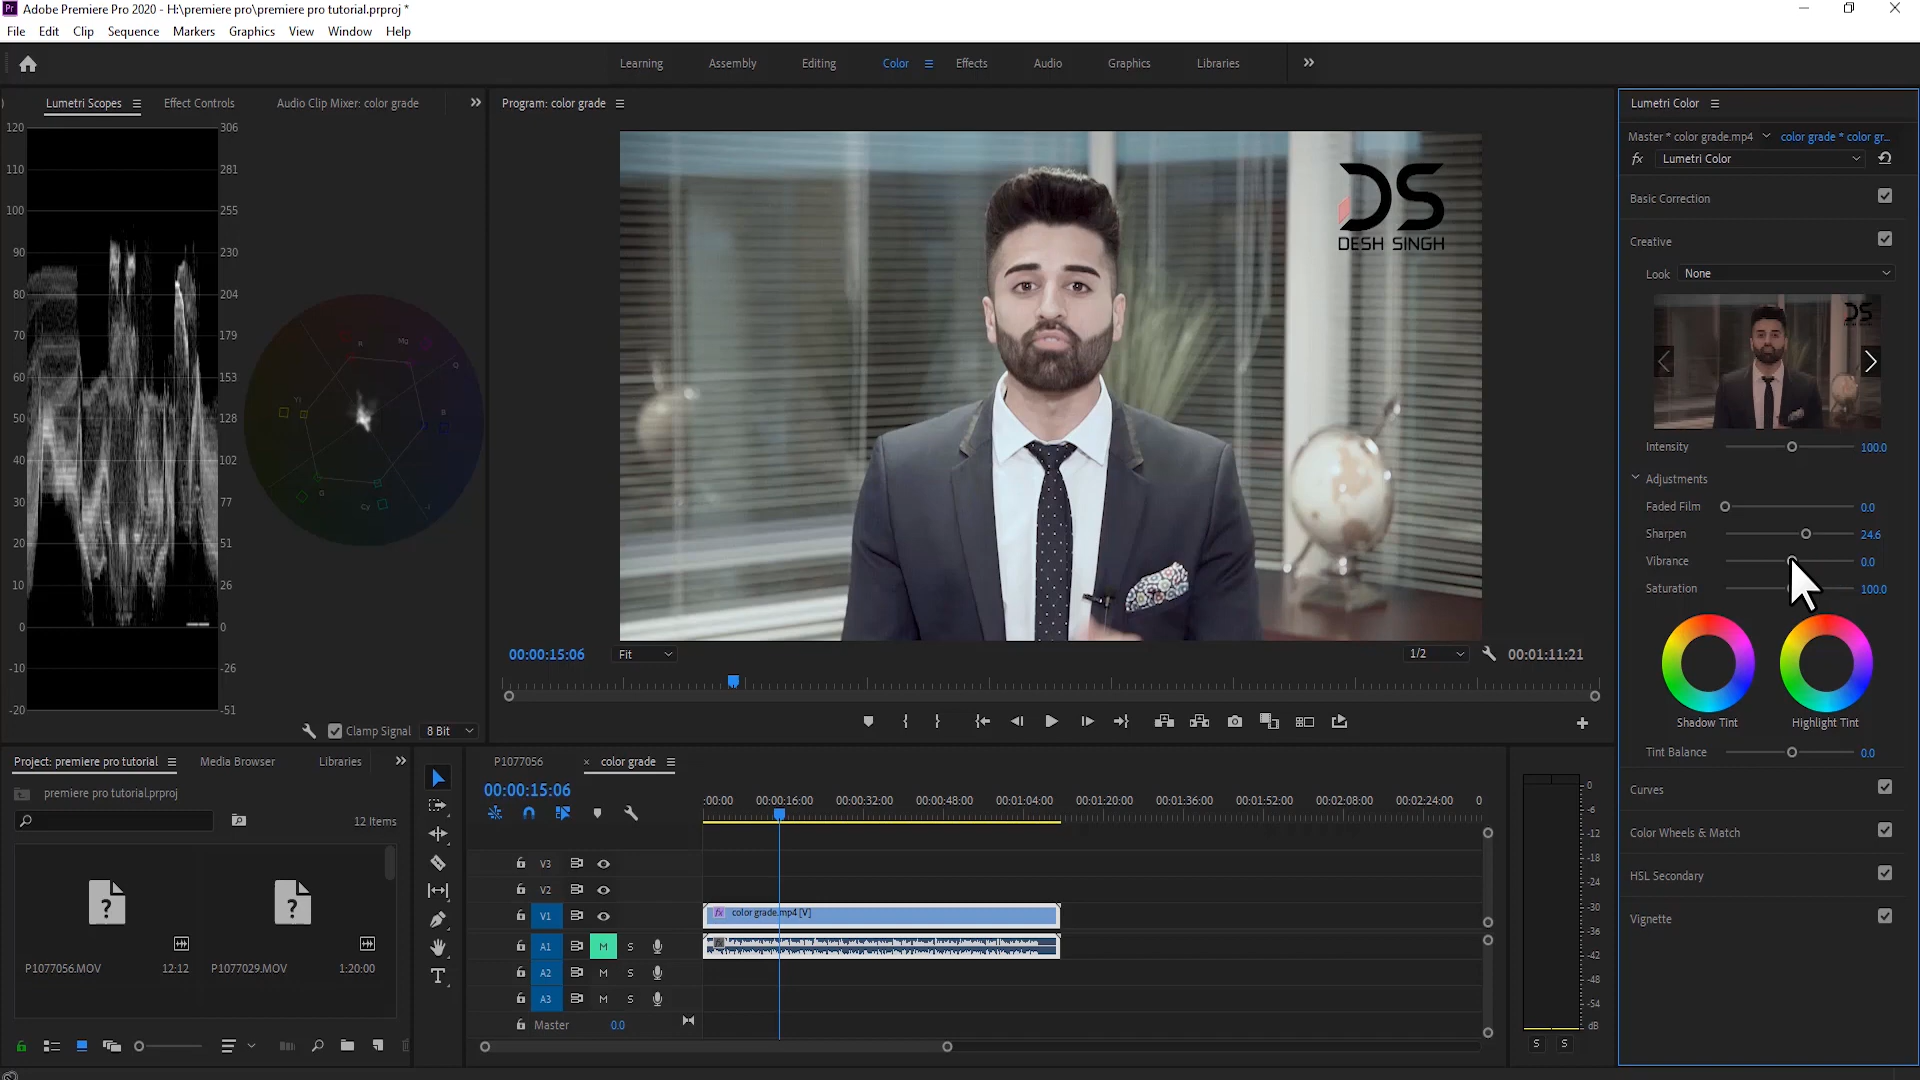 Adobe Premiere Pro 2020 - H:\premiere pro\premiere pro tutorial.prproj *
File Edit Clip Sequence Markers Graphics View Window Help
Learning Assembly Editing Color Effects Audio Graphics Libraries
Lumetri Scopes Effect Controls Audio Clip Mixer: color grade
Program: color grade
Lumetri Color
Master * color grade.mp4 color grade * color gr...
fx Lumetri Color
Basic Correction
Creative
Look None
Intensity 100.0
Adjustments
Faded Film 0.0
Sharpen 24.6
Vibrance 0.0
Saturation 100.0
Shadow Tint Highlight Tint
Tint Balance 0.0
Curves
Color Wheels & Match
HSL Secondary
Vignette
120 306
110 281
100 255
90 230
80 204
70 179
60 153
50 128
40 102
30 77
20 51
10 26
0 0
-10 -26
-20 -51
R Mg
Q
Yl B
G
Cy -I
Clamp Signal 8 Bit
DS
DESH SINGH
00:00:15:06 Fit 1/2 00:01:11:21
Project: premiere pro tutorial Media Browser Libraries
premiere pro tutorial.prproj
12 Items
P1077056.MOV 12:12 P1077029.MOV 1:20:00
P1077056 × color grade
00:00:15:06
:00:00 00:00:16:00 00:00:32:00 00:00:48:00 00:01:04:00 00:01:20:00 00:01:36:00 00:01:52:00 00:02:08:00 00:02:24:00 0
V3
V2
V1 fx color grade.mp4 [V]
A1 M S fx
A2 M S
A3 M S
Master 0.0
0
-6
-12
-18
-24
-30
-36
-42
-48
-54
dB
S S